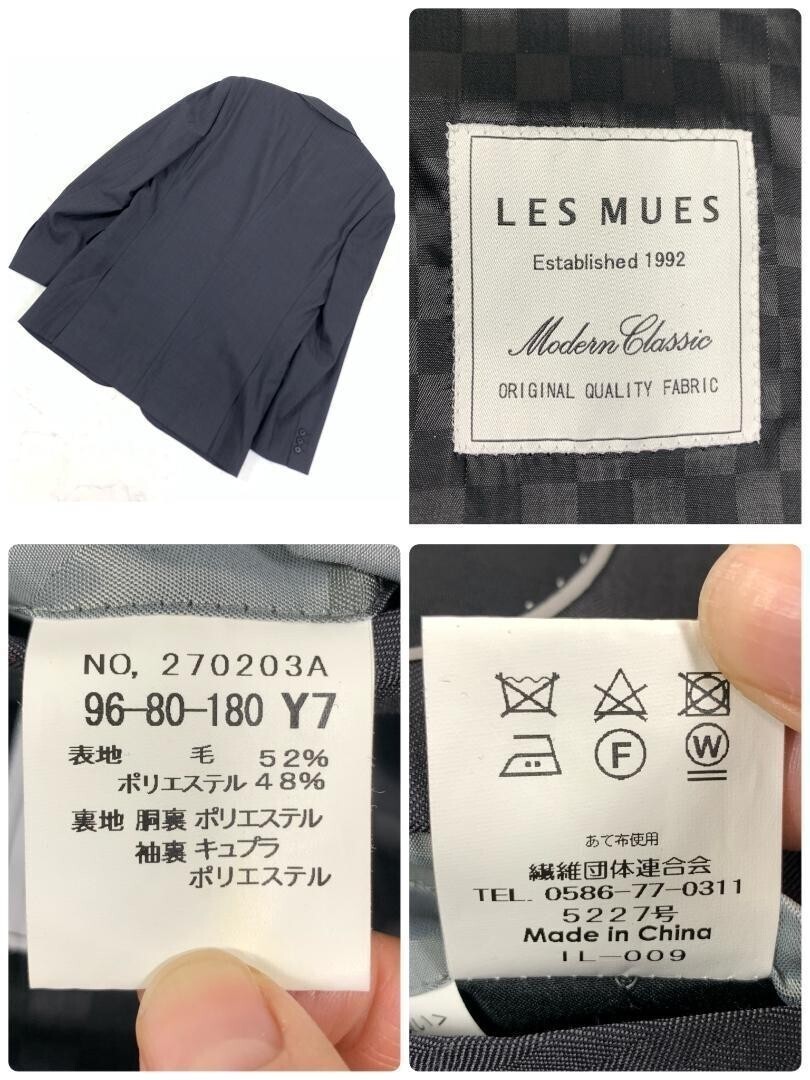 LES MUES
Established 1992
Modern Classic
ORIGINAL QUALITY FABRIC
NO, 270203A
96-80-180 Y7
表地 毛 52%
ポリエステル 48%
裏地 胴裏 ポリエステル
袖裏 キュプラ
ポリエステル
F
W
あて布使用
繊維団体連合会
TEL. 0586-77-0311
5227号
Made in China
IL-009